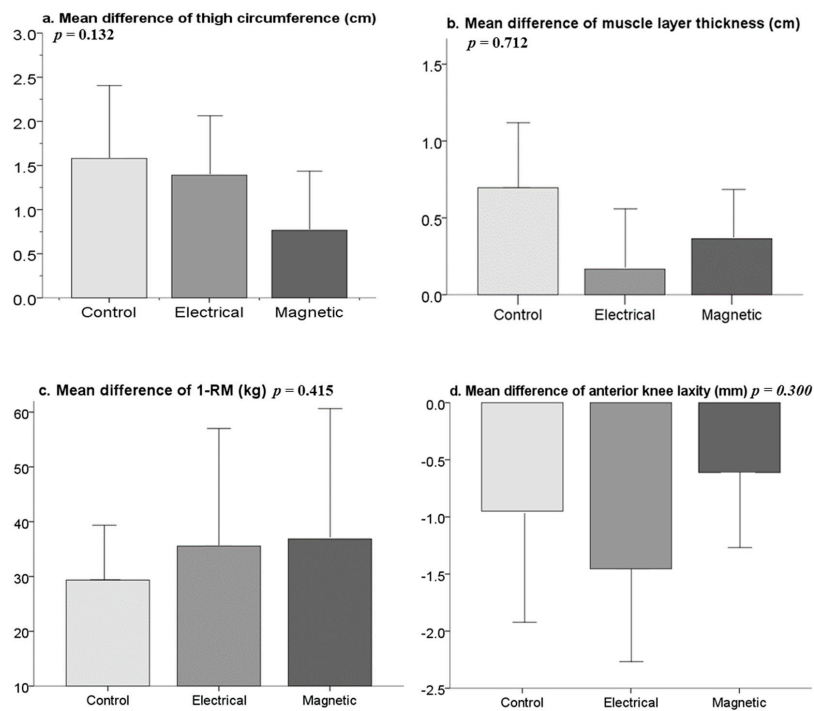 a. Mean difference of thigh circumference (cm)
p = 0.132
3.0
2.5
2.0
1.5
1.0
0.5
0.0
Control Electrical Magnetic
b. Mean difference of muscle layer thickness (cm)
p = 0.712
1.5
1.0
0.5
0.0
Control Electrical Magnetic
c. Mean difference of 1-RM (kg) p = 0.415
60
50
40
30
20
10
Control Electrical Magnetic
d. Mean difference of anterior knee laxity (mm) p = 0.300
0.0
-0.5
-1.0
-1.5
-2.0
-2.5
Control Electrical Magnetic